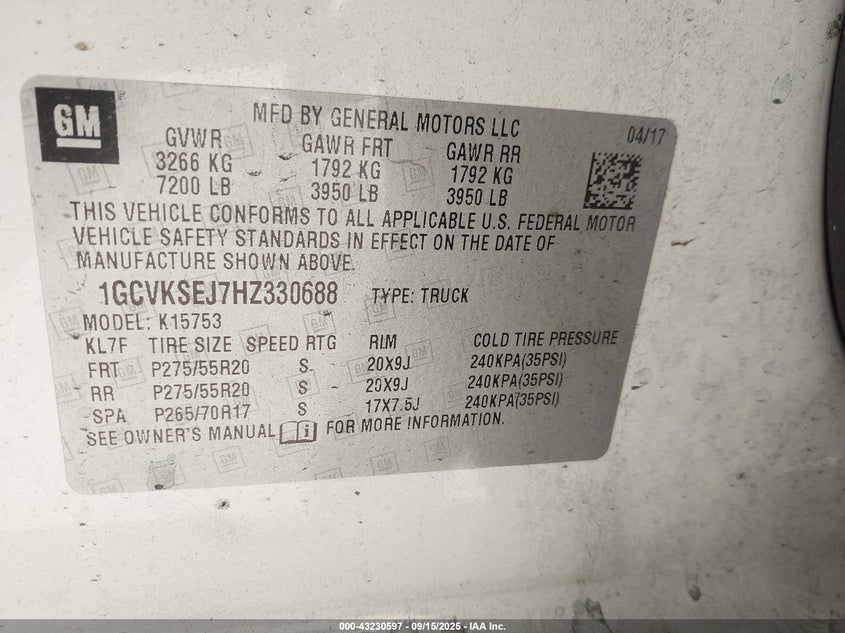 GM
MFD BY GENERAL MOTORS LLC
04/17
GVWR GAWR FRT GAWR RR
3266 KG 1792 KG 1792 KG
7200 LB 3950 LB 3950 LB
THIS VEHICLE CONFORMS TO ALL APPLICABLE U.S. FEDERAL MOTOR
VEHICLE SAFETY STANDARDS IN EFFECT ON THE DATE OF
MANUFACTURE SHOWN ABOVE.
1GCVKSEJ7HZ330688 TYPE: TRUCK
MODEL: K15753
KL7F TIRE SIZE SPEED RTG RIM COLD TIRE PRESSURE
FRT P275/55R20 S 20X9J 240KPA(35PSI)
RR P275/55R20 S 20X9J 240KPA(35PSI)
SPA P265/70R17 S 17X7.5J 240KPA(35PSI)
SEE OWNER'S MANUAL i FOR MORE INFORMATION.
000-43230597 - 09/15/2025 - IAA Inc.